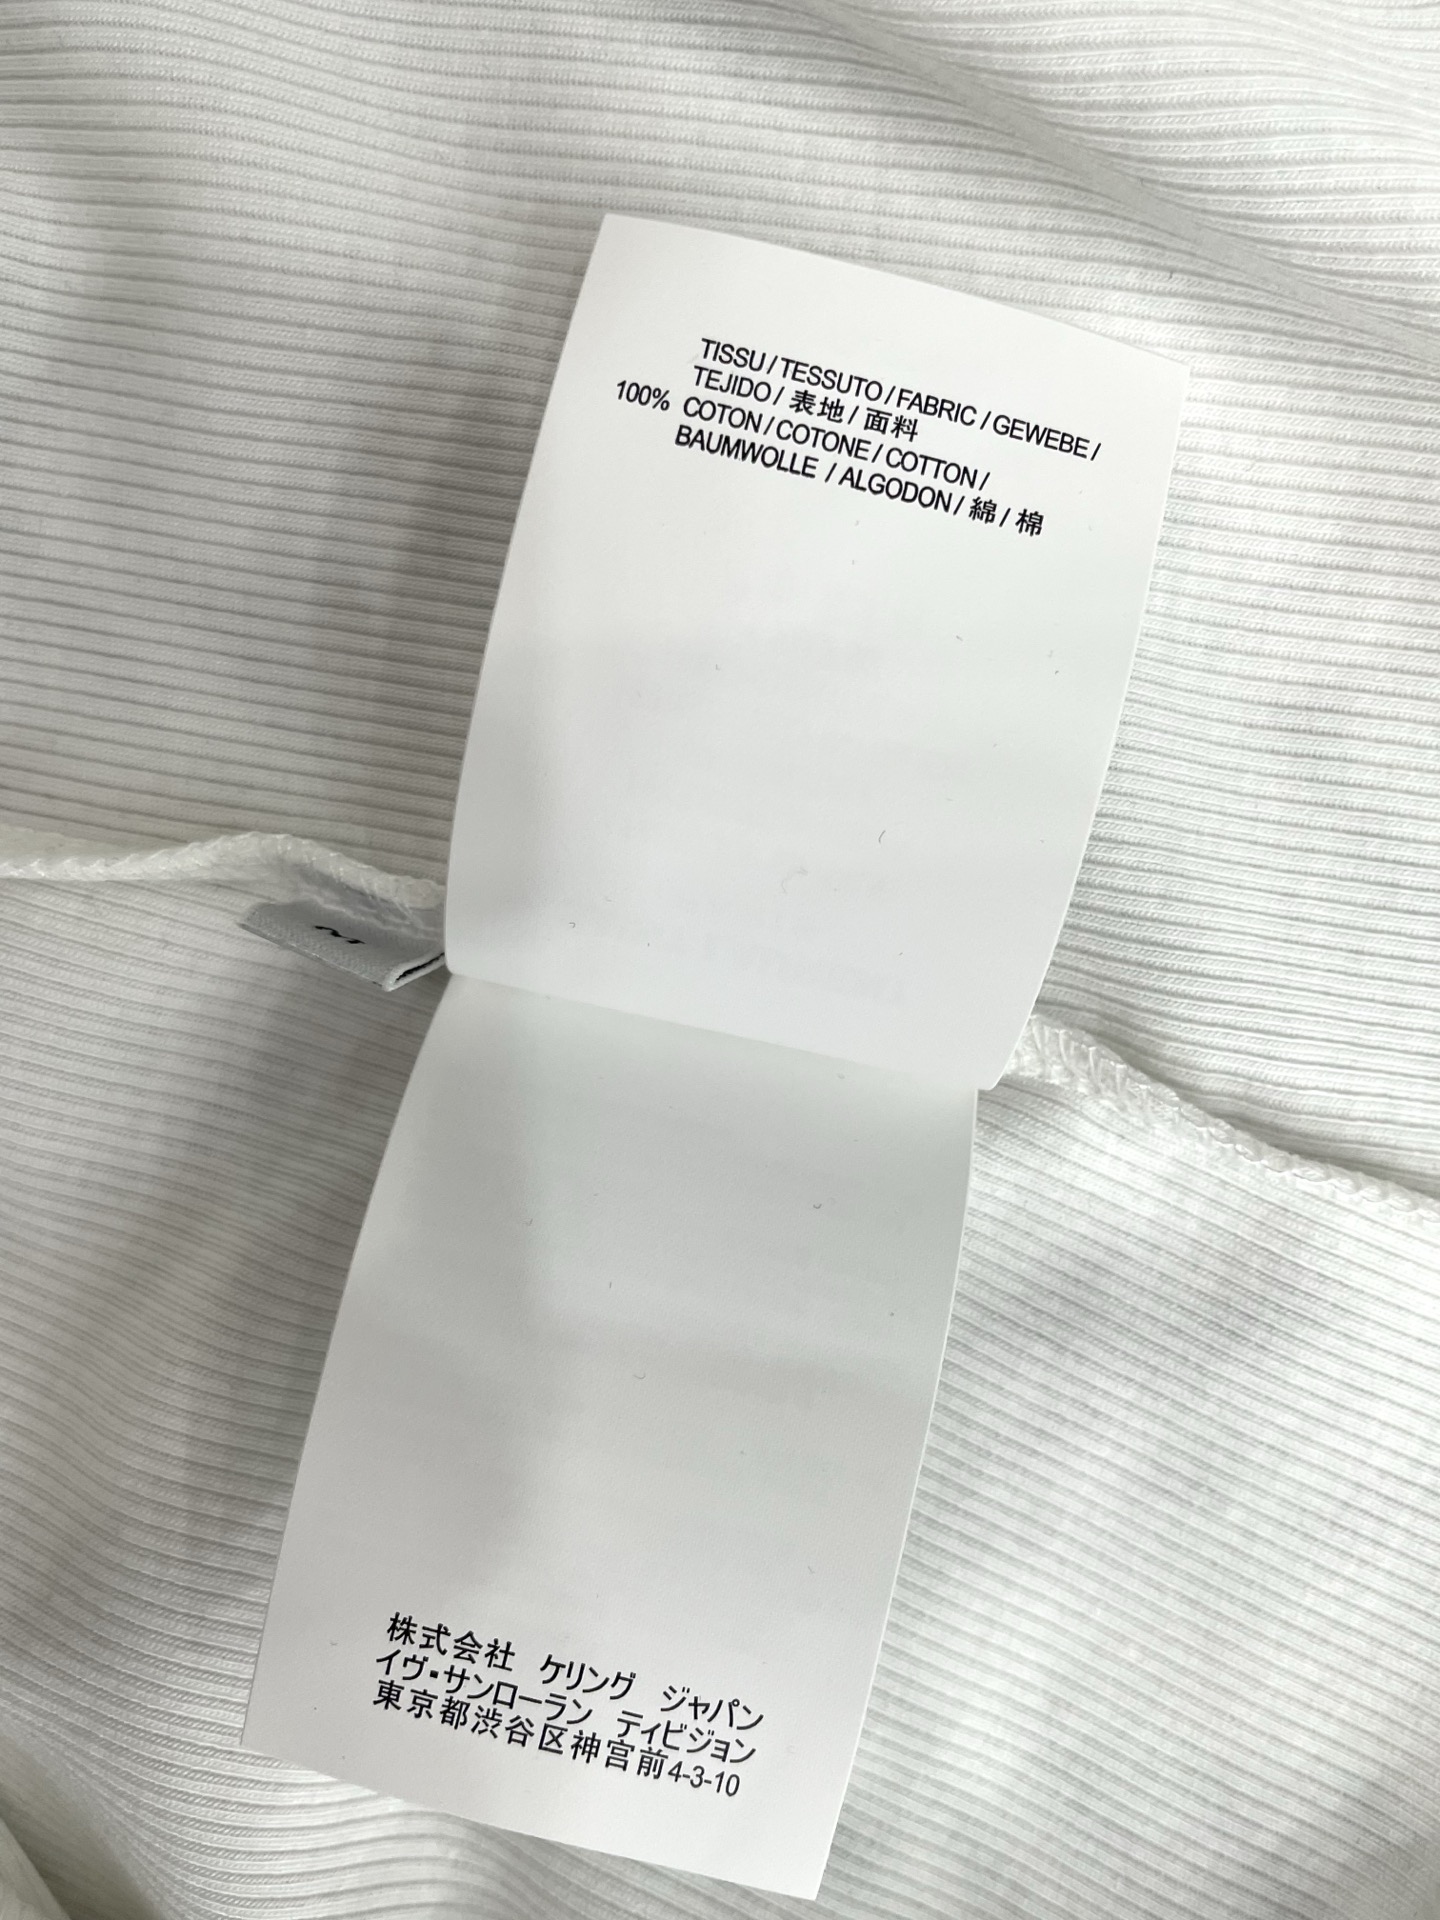 TISSU / TESSUTO / FABRIC / GEWEBE /
TEJIDO / 表地 / 面料
100% COTON / COTONE / COTTON /
BAUMWOLLE / ALGODON / 綿 / 棉
株式会社 ケリング ジャパン
イヴ・サンローラン ティビジョン
東京都渋谷区神宮前4-3-10